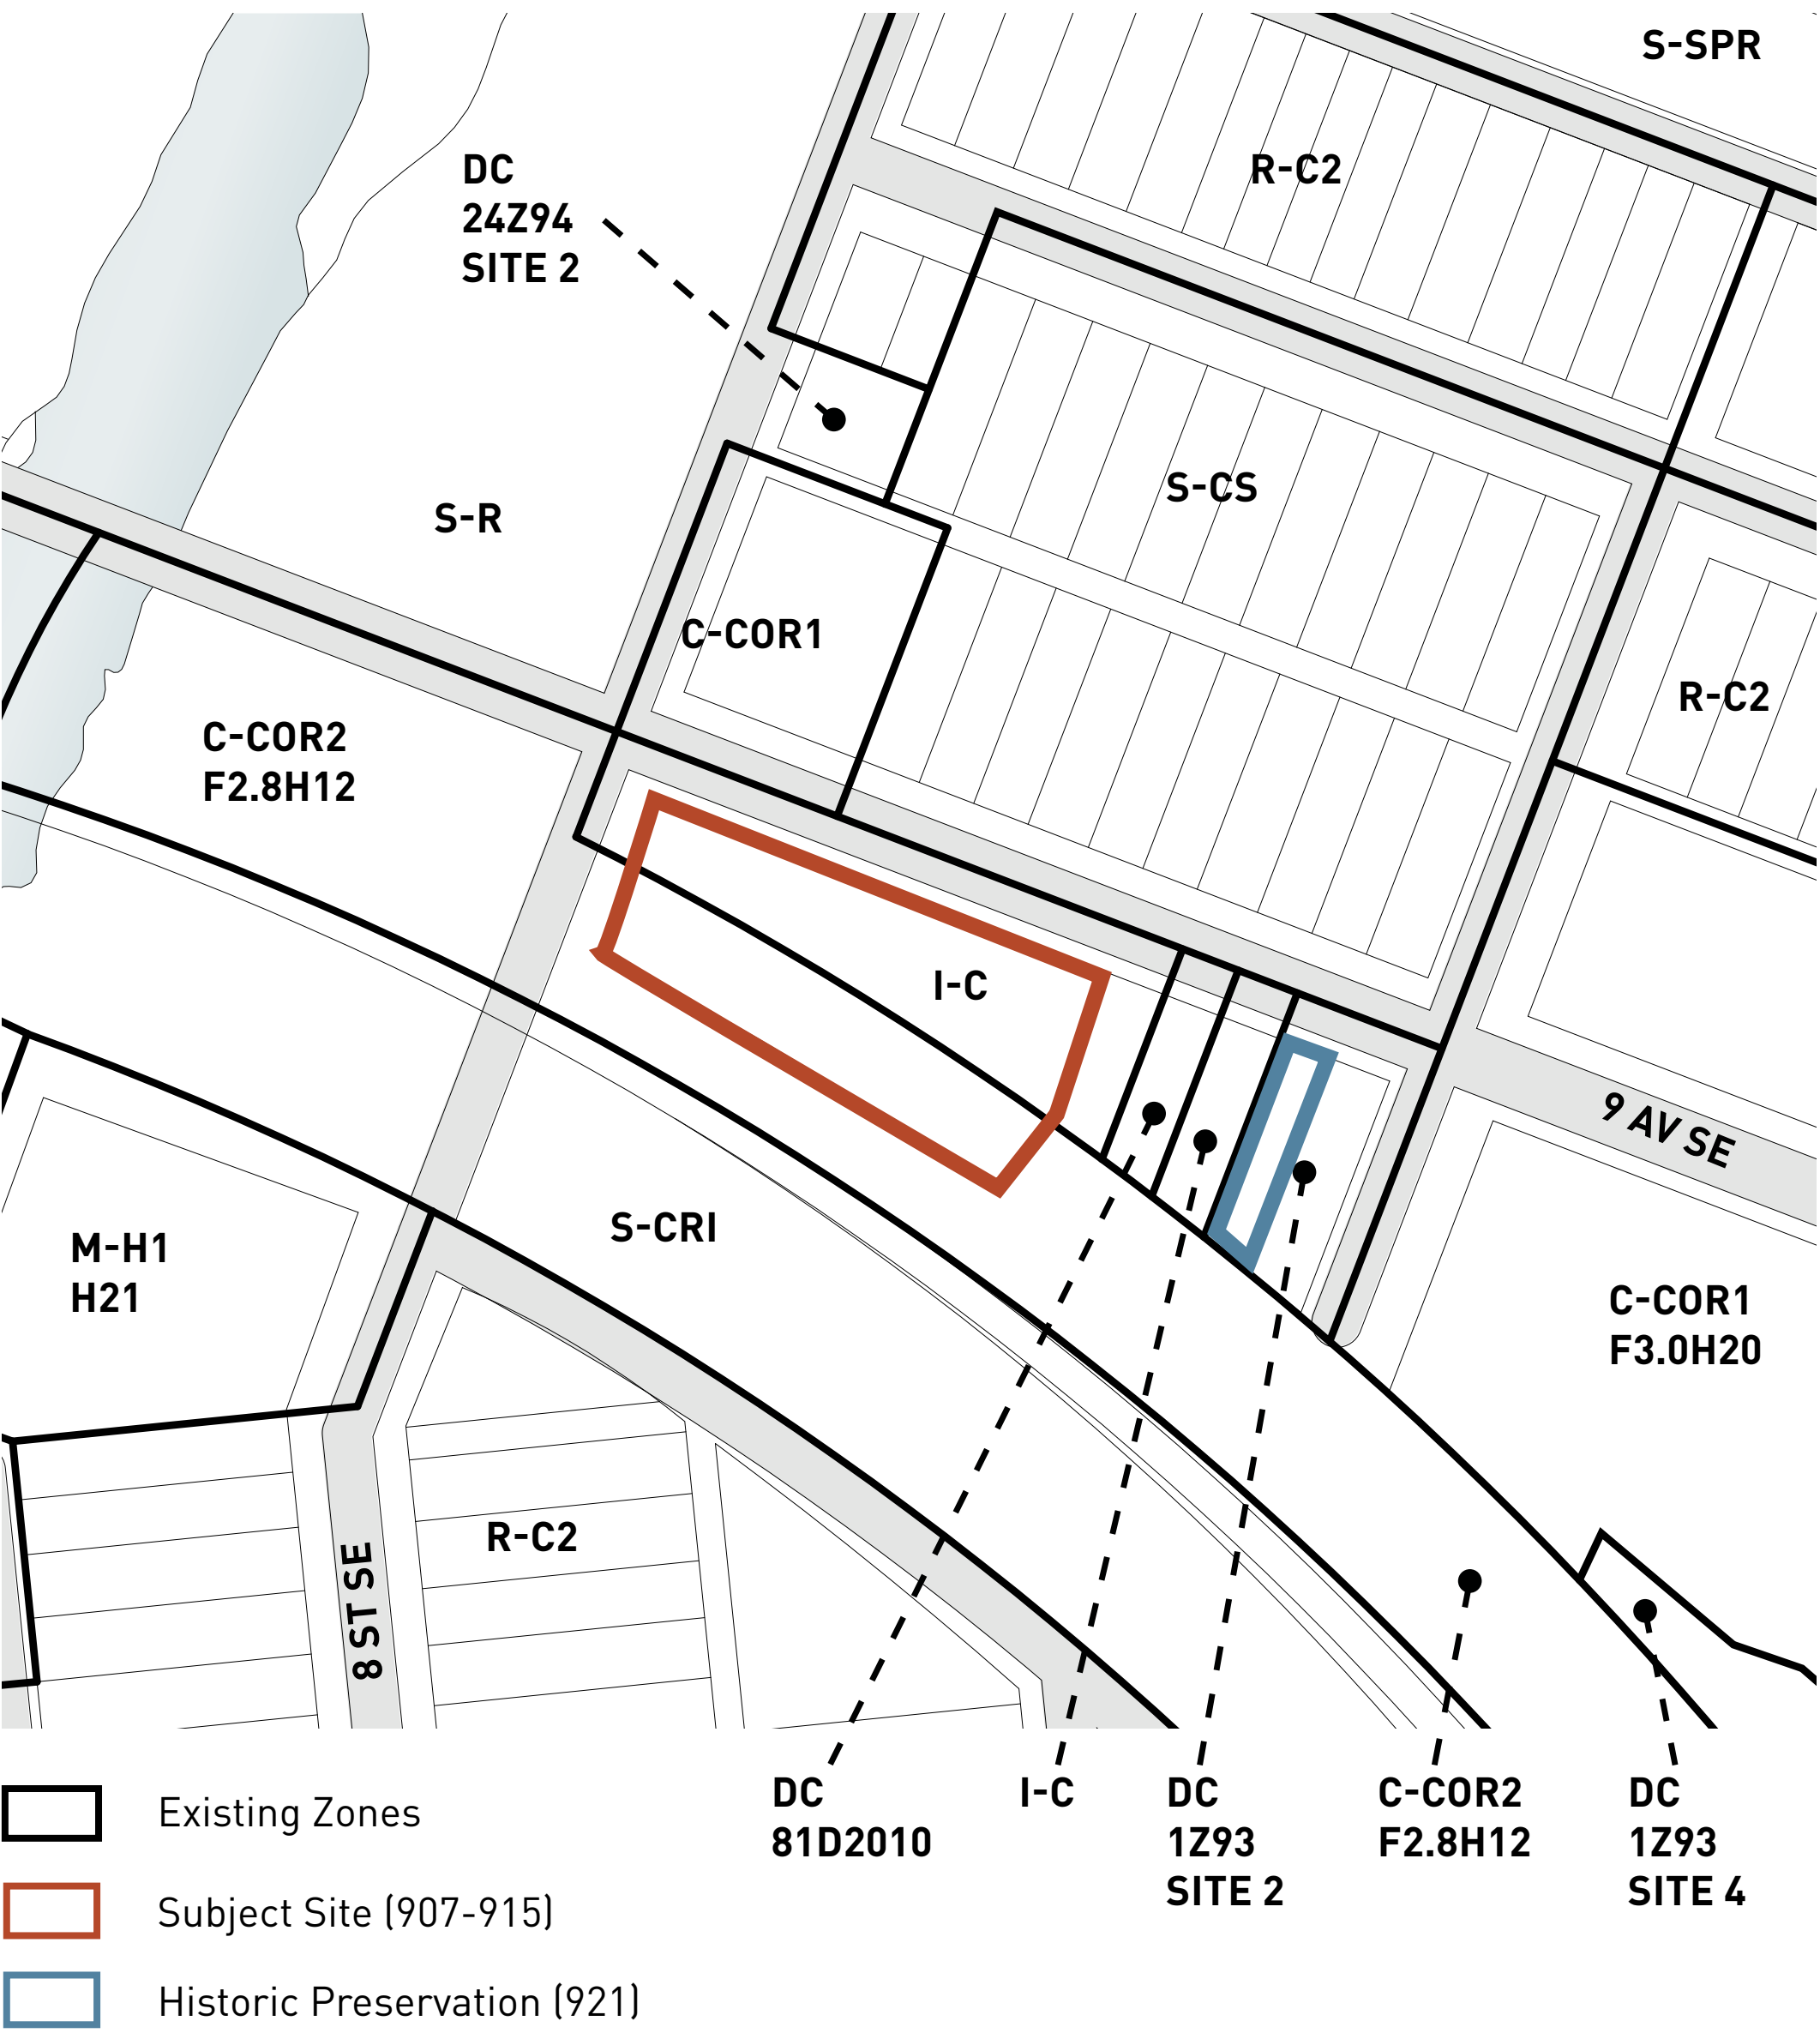 S-SPR
DC
24Z94
SITE 2
R-C2
S-CS
S-R
C-COR1
R-C2
C-COR2
F2.8H12
I-C
9 AV SE
S-CRI
M-H1
H21
C-COR1
F3.0H20
R-C2
8 ST SE
DC
81D2010
I-C
DC
1Z93
SITE 2
C-COR2
F2.8H12
DC
1Z93
SITE 4
Existing Zones
Subject Site (907-915)
Historic Preservation (921)